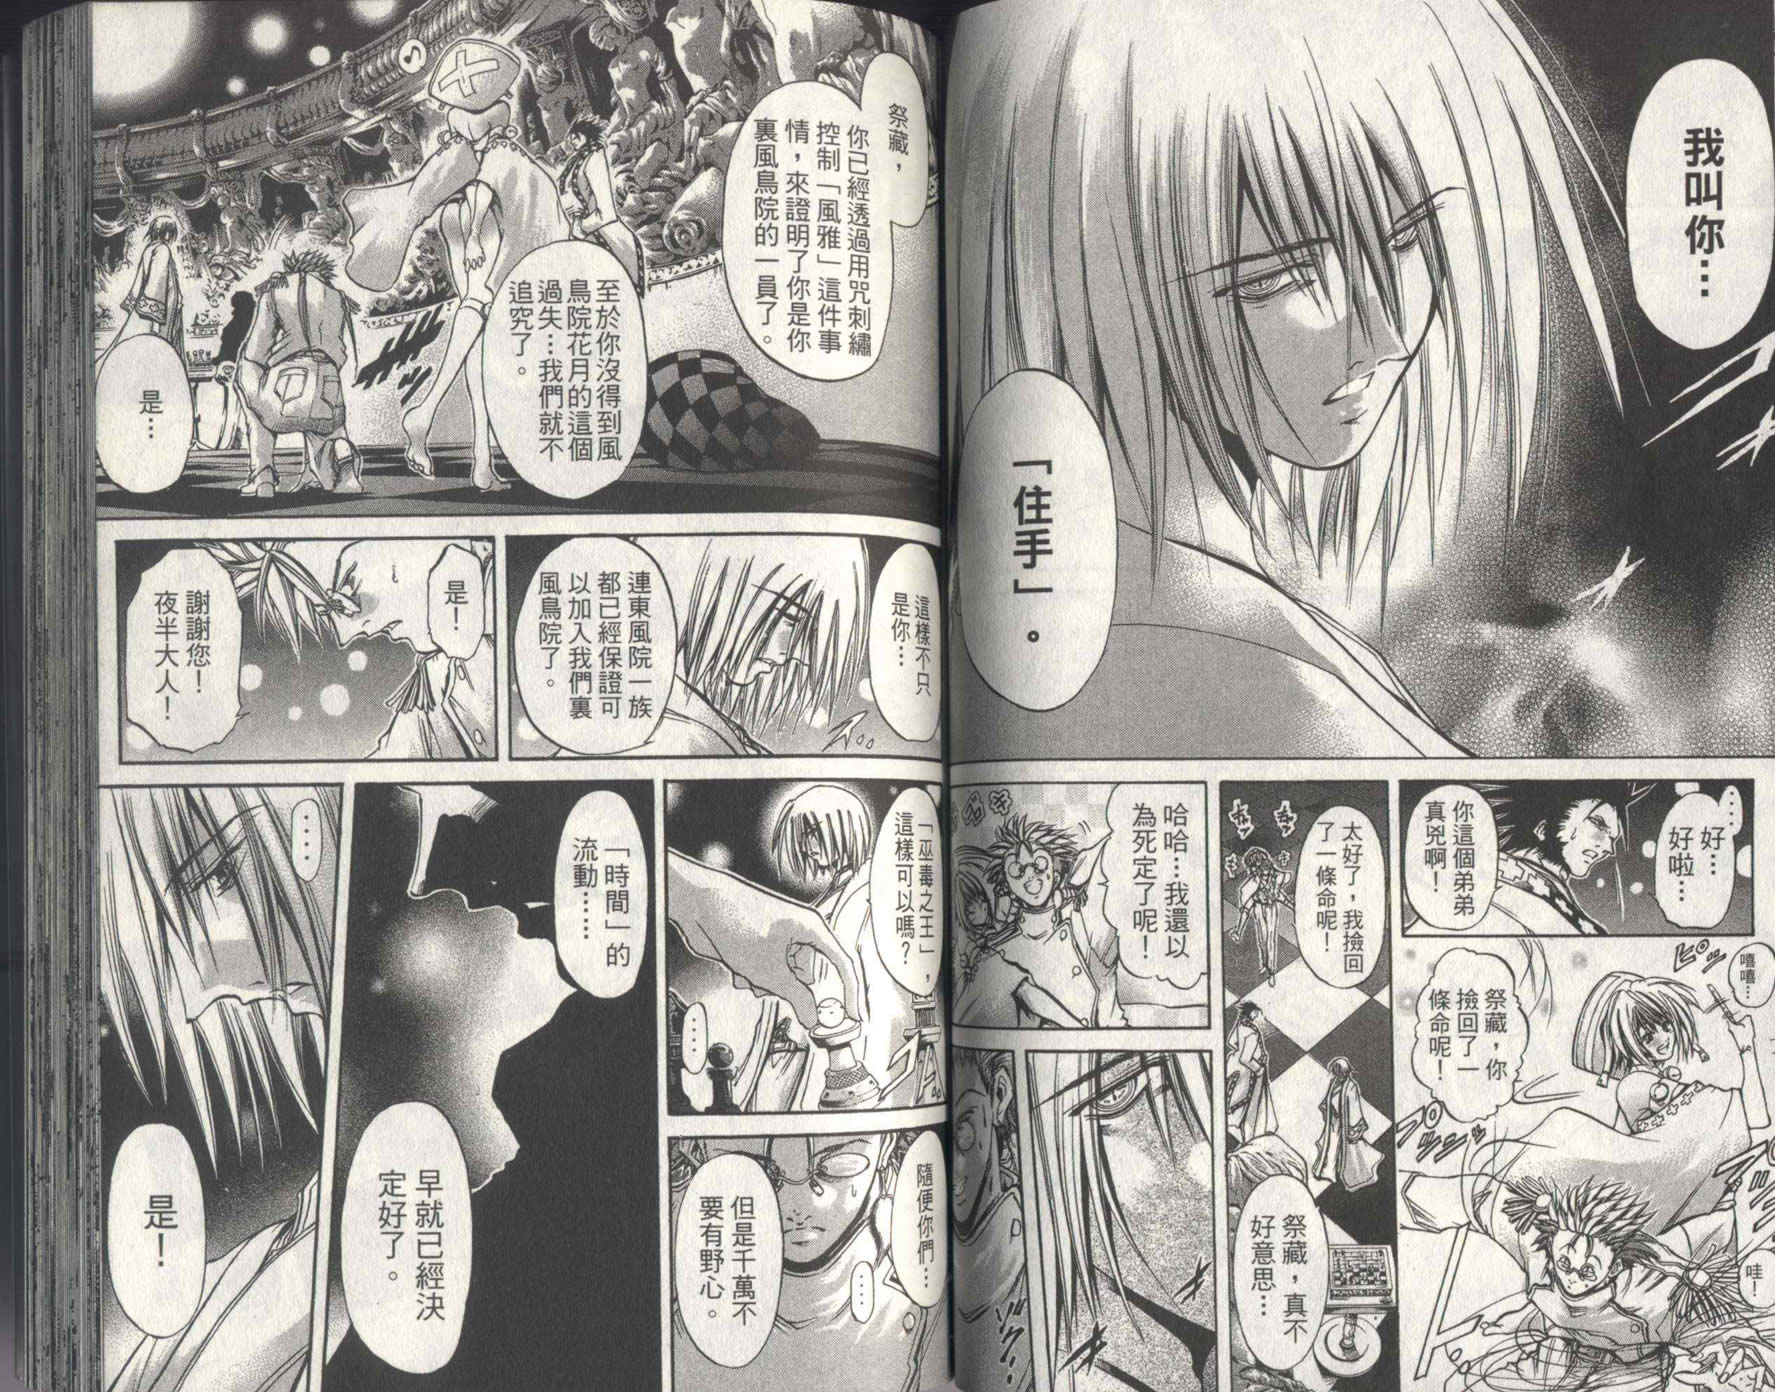 我叫你…
「住手」。
…好…
好啦…
你這個弟弟
真兇啊！
嘻嘻…
祭藏，你
撿回了一
條命呢！
哇！
太好了，我撿回
了一條命呢！
祭藏，真不
好意思…
哈哈…我還以
為死定了呢！
祭藏，
你已經透過用咒刺繡
控制「風雅」這件事
情，來證明了你是你
裏風鳥院的一員了。
至於你沒得到風
鳥院花月的這個
過失…我們就不
追究了。
是…
這樣不只
是你…
連東風院一族
都已經保證可
以加入我們裏
風鳥院了。
是！
謝謝您！
夜半大人！
「巫毒之王」，
這樣可以嗎？
……
隨便你們…
……
但是千萬不
要有野心。
「時間」的
流動……
早就已經決
定好了。
……
是！